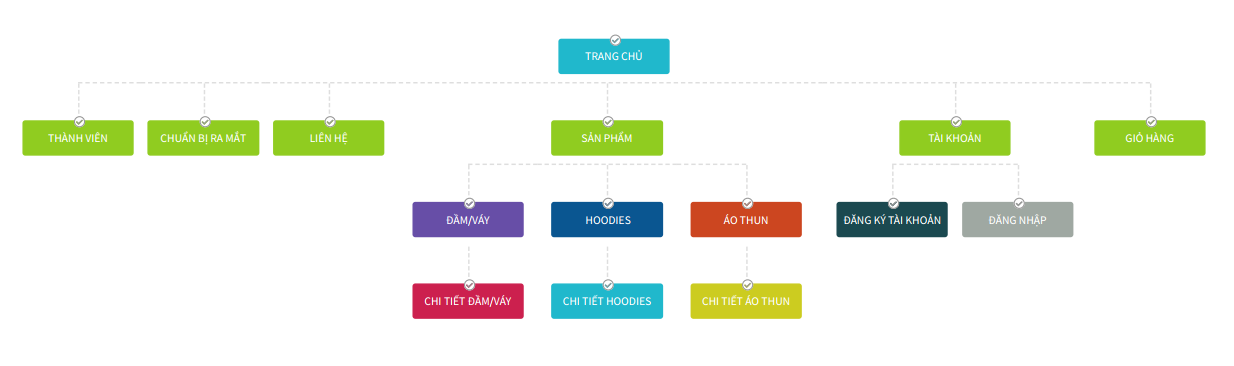 TRANG CHỦ
THÀNH VIÊN
CHUẨN BỊ RA MẮT
LIÊN HỆ
SẢN PHẨM
TÀI KHOẢN
GIỎ HÀNG
ĐẦM/VÁY
HOODIES
ÁO THUN
ĐĂNG KÝ TÀI KHOẢN
ĐĂNG NHẬP
CHI TIẾT ĐẦM/VÁY
CHI TIẾT HOODIES
CHI TIẾT ÁO THUN